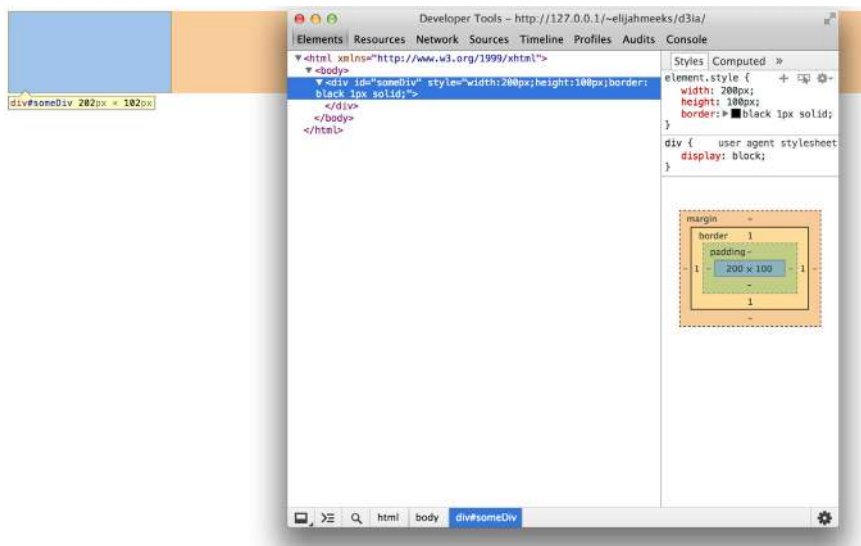 Developer Tools - http://127.0.0.1/~elijahmeeks/d3ia/
Elements Resources Network Sources Timeline Profiles Audits Console
div#someDiv 202px × 102px
▼<html xmlns="http://www.w3.org/1999/xhtml">
▼<body>
▼<div id="someDiv" style="width:200px;height:100px;border:
black 1px solid;">
</div>
</body>
</html>
Styles Computed »
element.style {
width: 200px;
height: 100px;
border:▶■black 1px solid;
}
div { user agent stylesheet
display: block;
}
margin -
border 1
padding -
- 1 - 200 × 100 - 1 -
-
1
-
html body div#someDiv